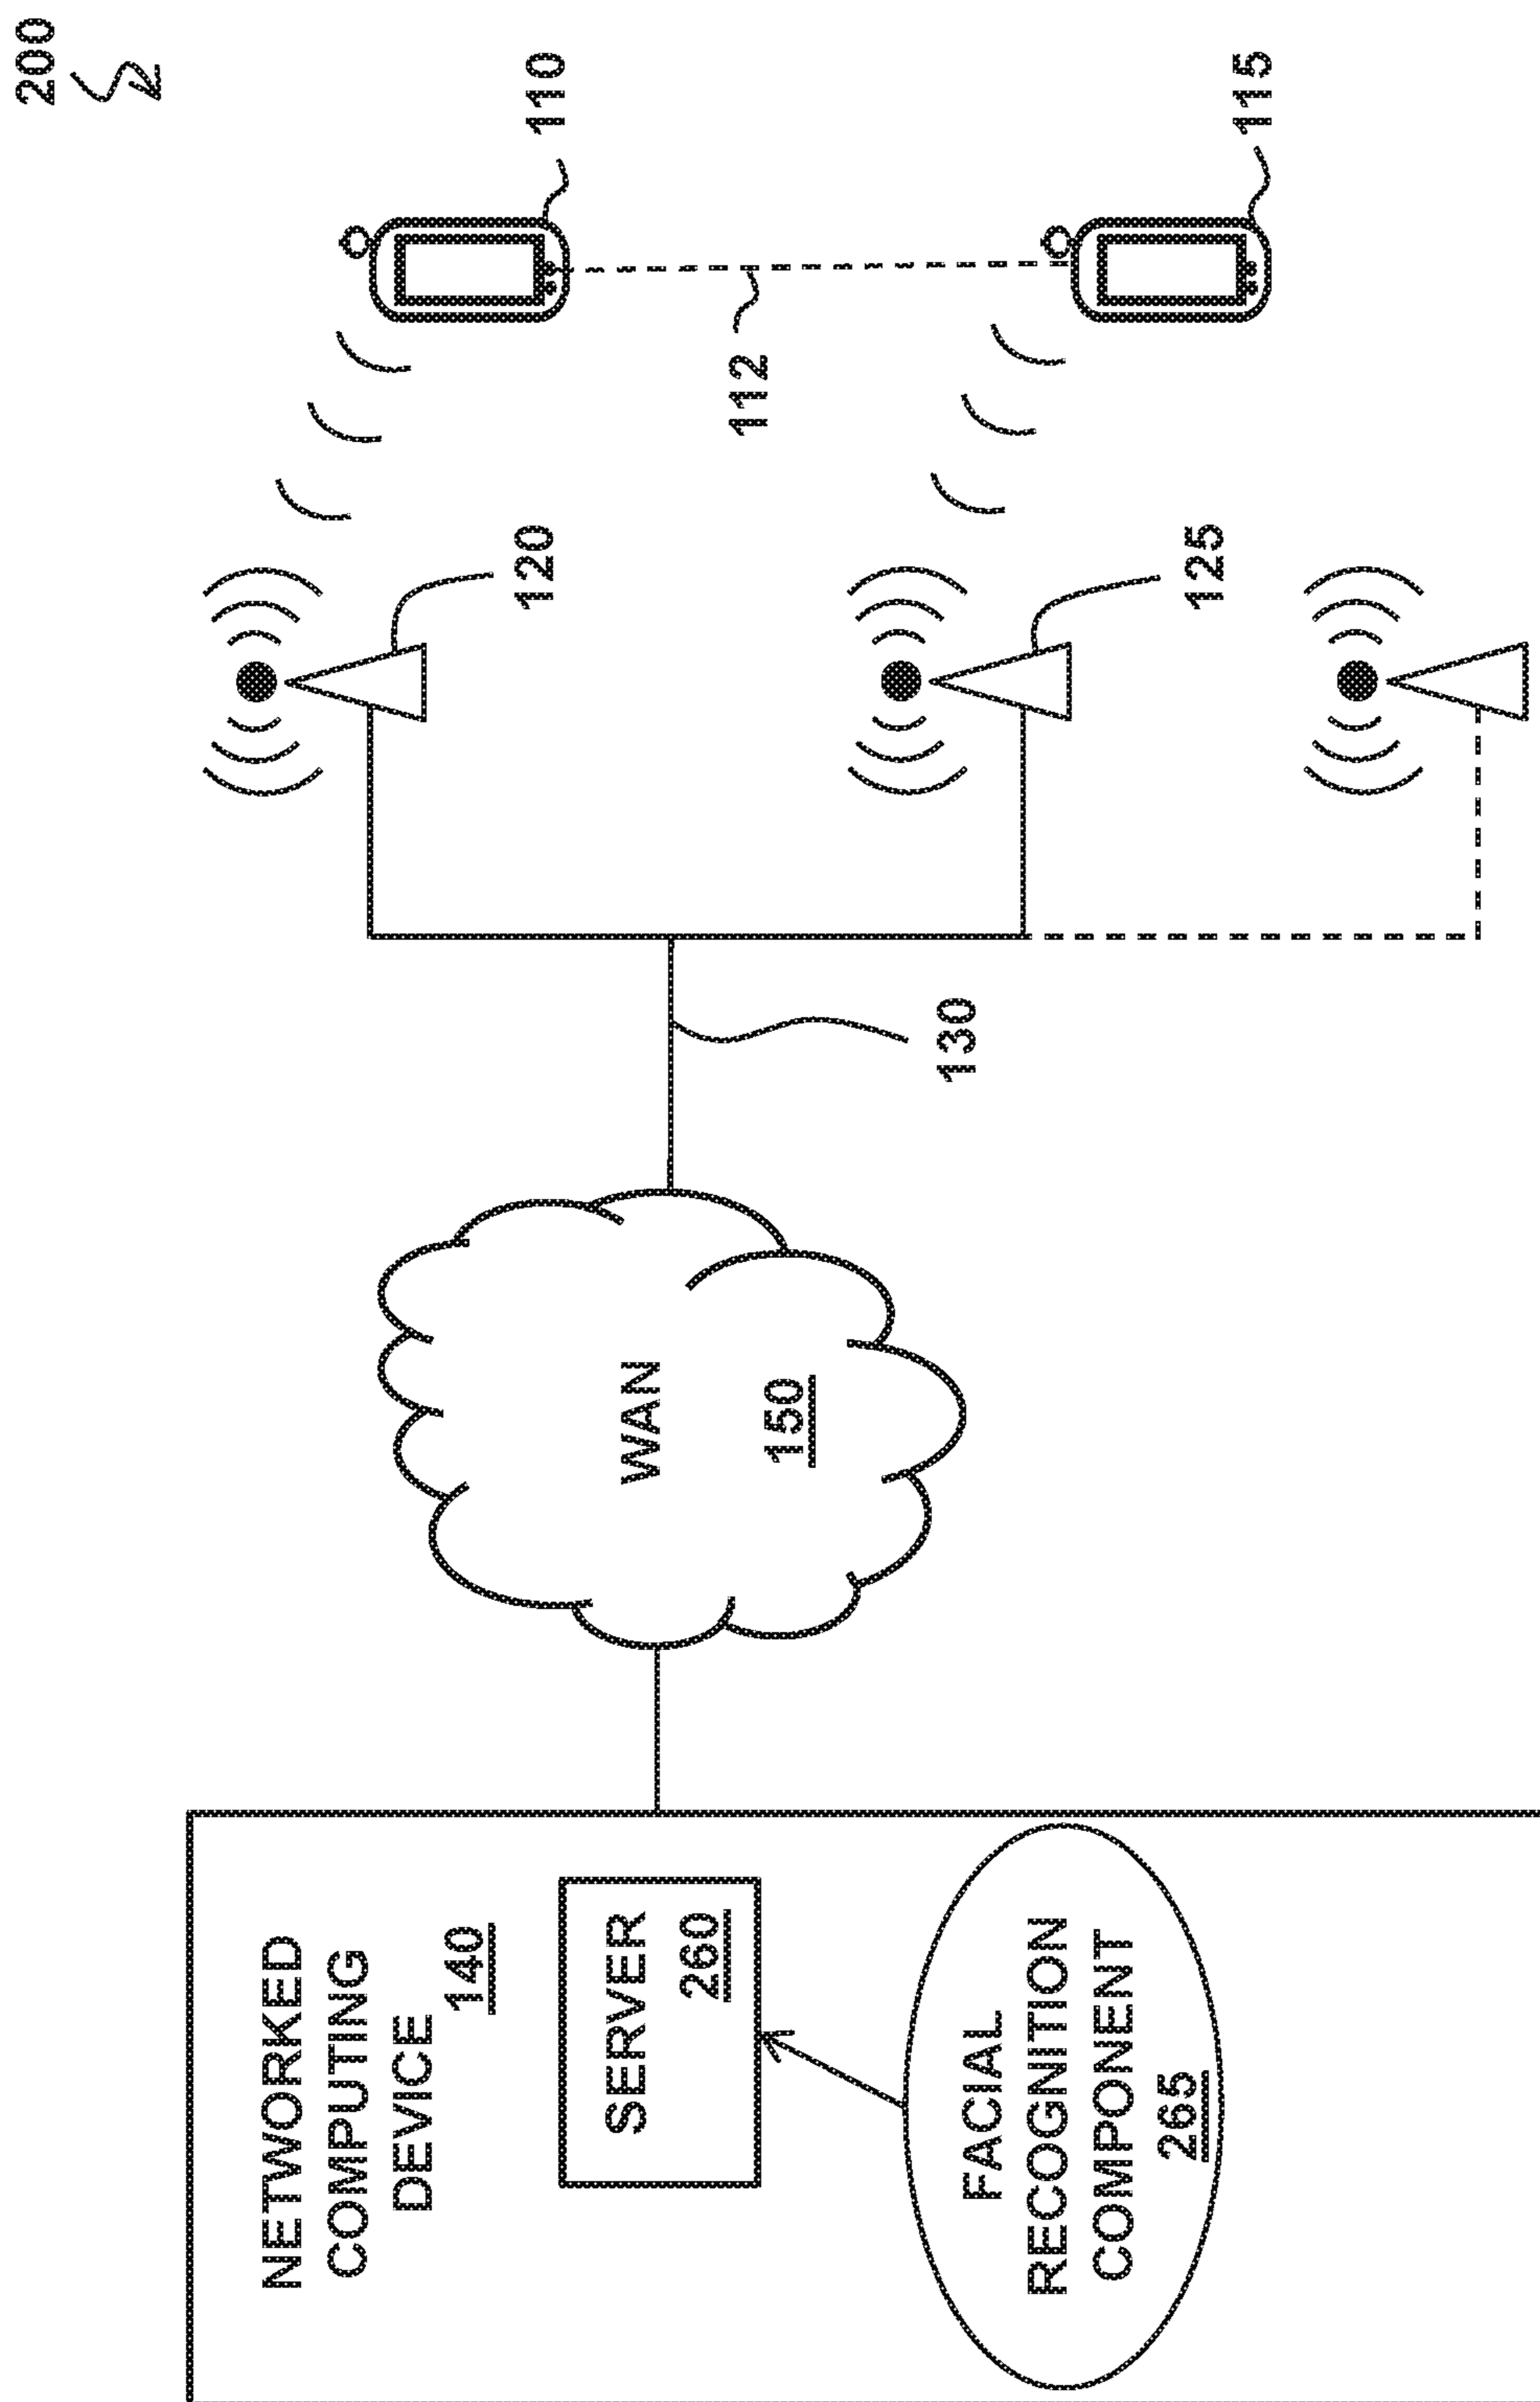 200
NETWORKED
COMPUTING
DEVICE
140
SERVER
260
FACIAL
RECOGNITION
COMPONENT
265
WAN
150
130
120
125
110
112
115